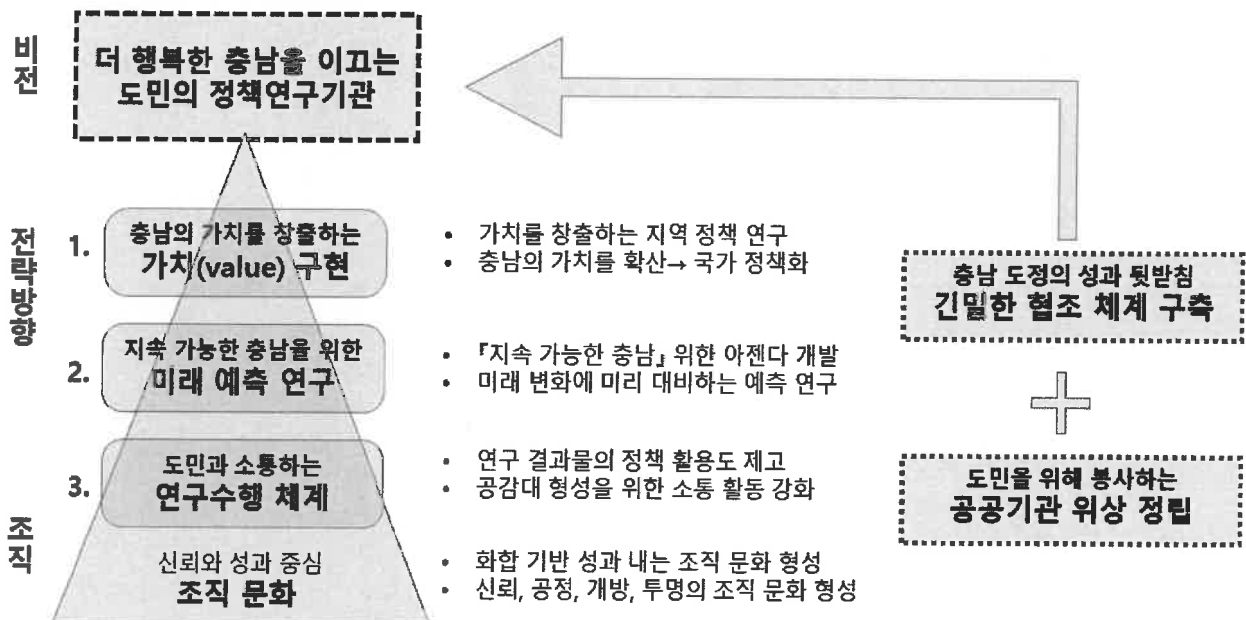 비전
더 행복한 충남을 이끄는
도민의 정책연구기관
전략방향
1.
충남의 가치를 창출하는
가치(value) 구현
• 가치를 창출하는 지역 정책 연구
• 충남의 가치를 확산→ 국가 정책화
2.
지속 가능한 충남을 위한
미래 예측 연구
• 『지속 가능한 충남』 위한 아젠다 개발
• 미래 변화에 미리 대비하는 예측 연구
3.
도민과 소통하는
연구수행 체계
• 연구 결과물의 정책 활용도 제고
• 공감대 형성을 위한 소통 활동 강화
조직
신뢰와 성과 중심
조직 문화
• 화합 기반 성과 내는 조직 문화 형성
• 신뢰, 공정, 개방, 투명의 조직 문화 형성
충남 도정의 성과 뒷받침
긴밀한 협조 체계 구축
+
도민을 위해 봉사하는
공공기관 위상 정립